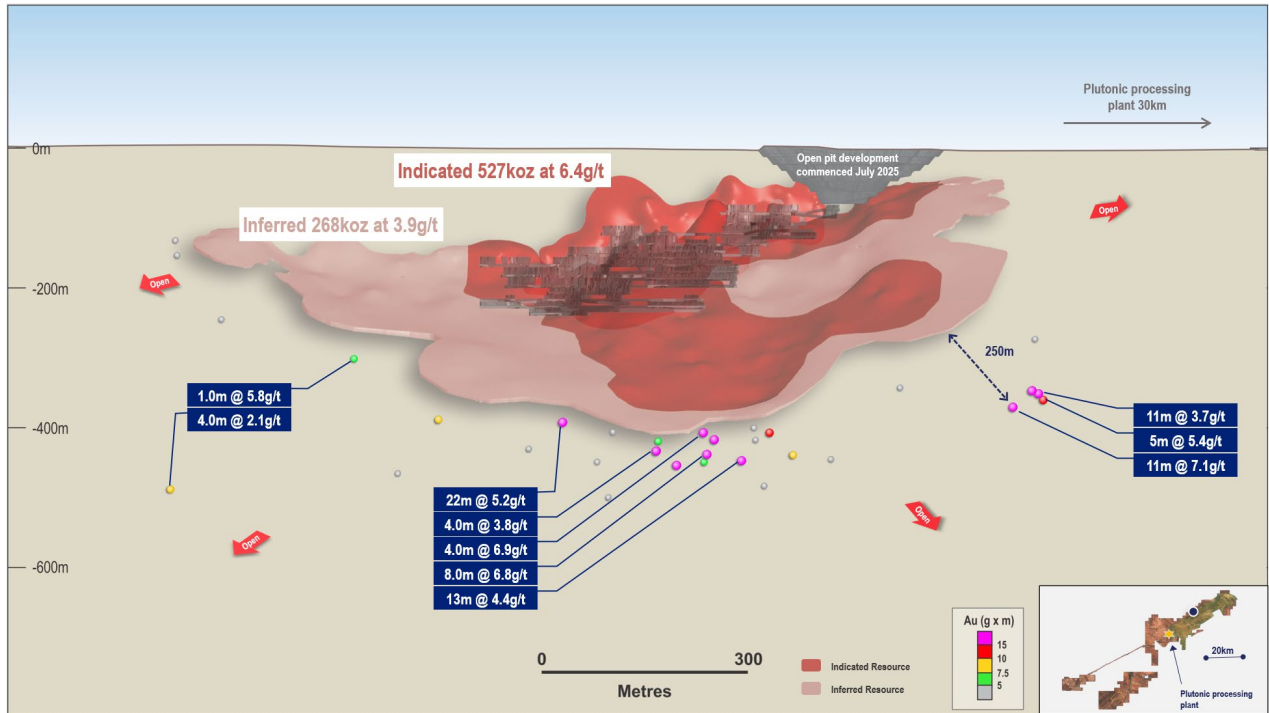 Plutonic processing
plant 30km
0m
Open pit development
commenced July 2025
Indicated 527koz at 6.4g/t
Inferred 268koz at 3.9g/t
Open
Open
-200m
250m
1.0m @ 5.8g/t
4.0m @ 2.1g/t
11m @ 3.7g/t
5m @ 5.4g/t
11m @ 7.1g/t
-400m
22m @ 5.2g/t
4.0m @ 3.8g/t
4.0m @ 6.9g/t
8.0m @ 6.8g/t
13m @ 4.4g/t
Open
Open
-600m
Au (g x m)
15
10
7.5
5
0 300
Metres
Indicated Resource
Inferred Resource
20km
Plutonic processing
plant